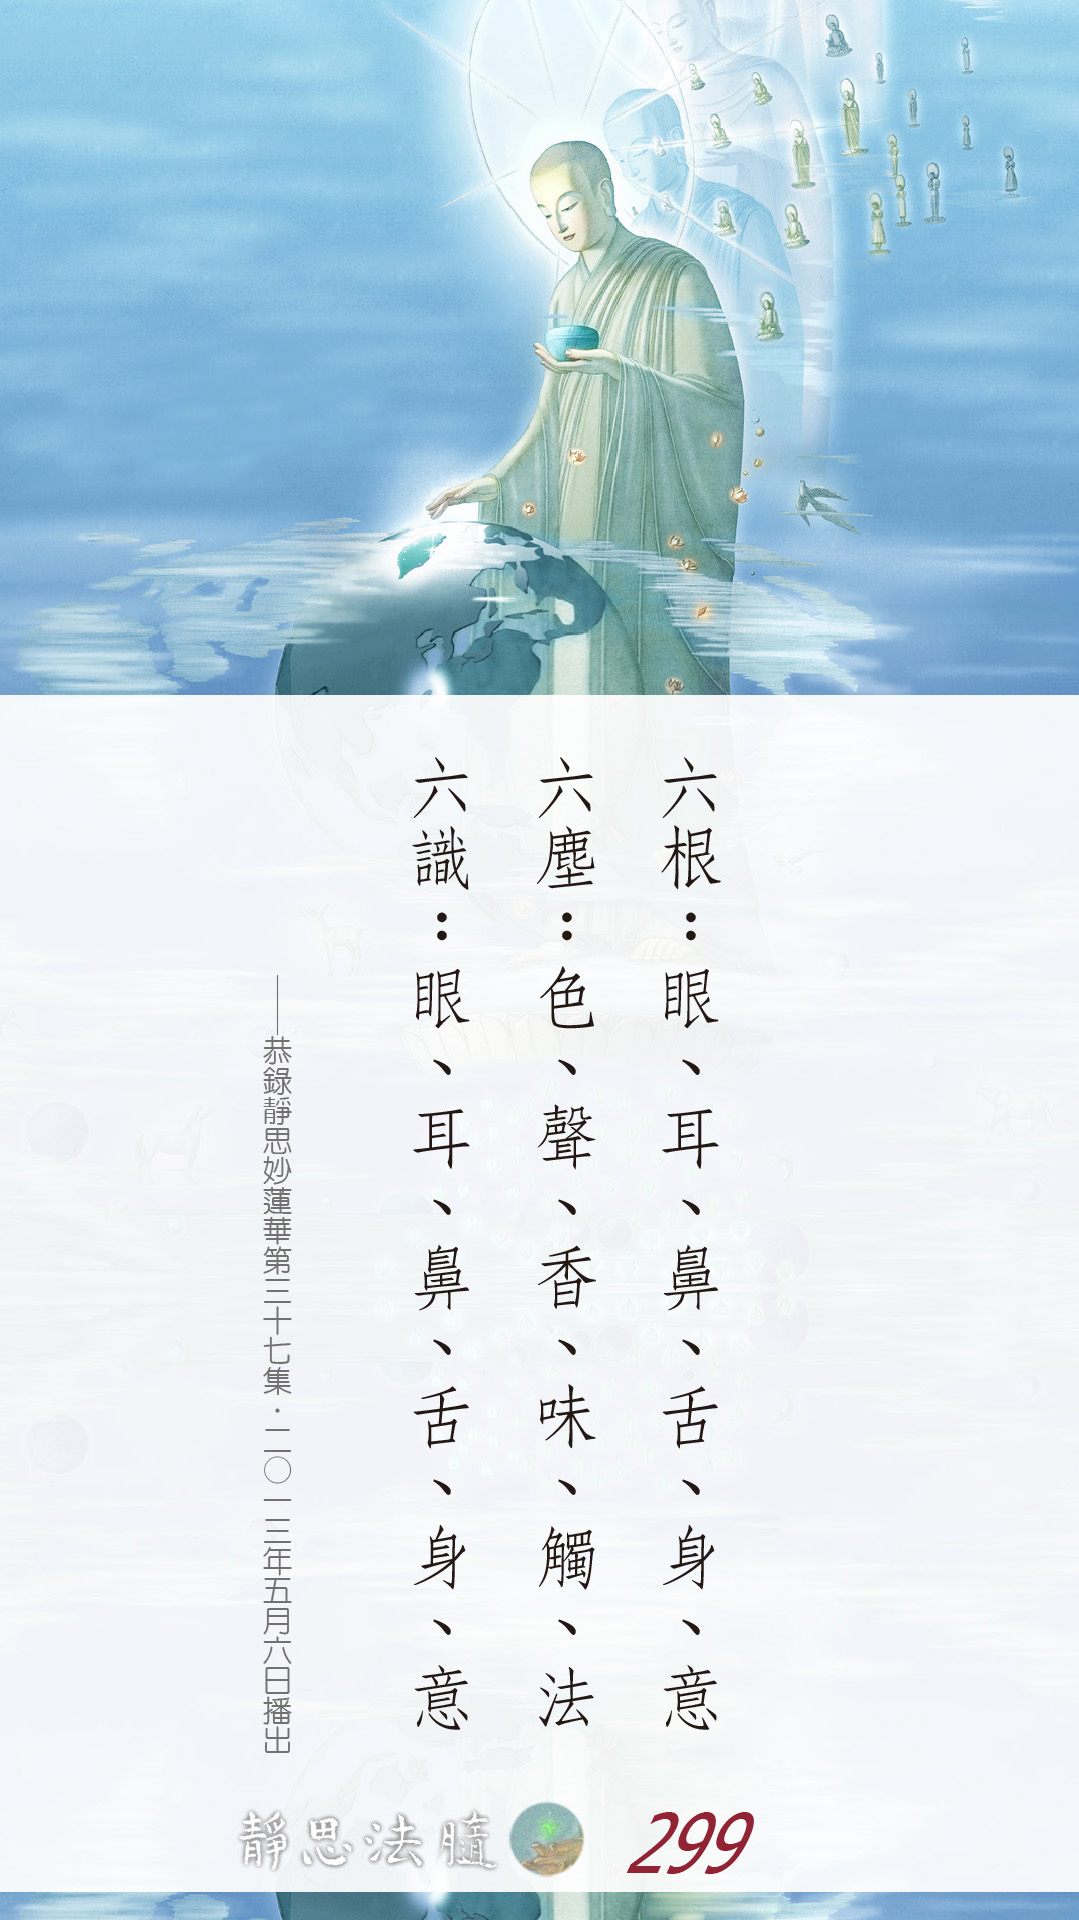 六根：眼、耳、鼻、舌、身、意
六塵：色、聲、香、味、觸、法
六識：眼、耳、鼻、舌、身、意
——恭錄靜思妙蓮華第三十七集．二〇一三年五月六日播出
靜思法髓
299